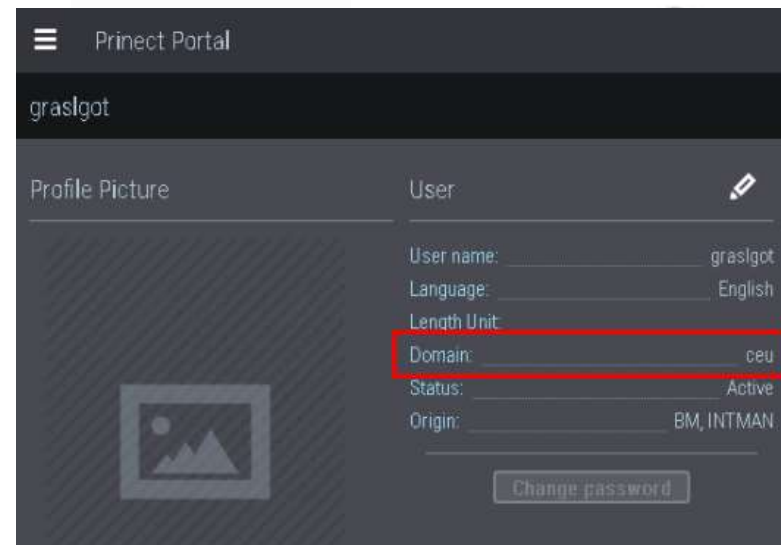 Prinect Portal
graslgot
Profile Picture
User
User name: graslgot
Language: English
Length Unit:
Domain: ceu
Status: Active
Origin: BM, INTMAN
Change password